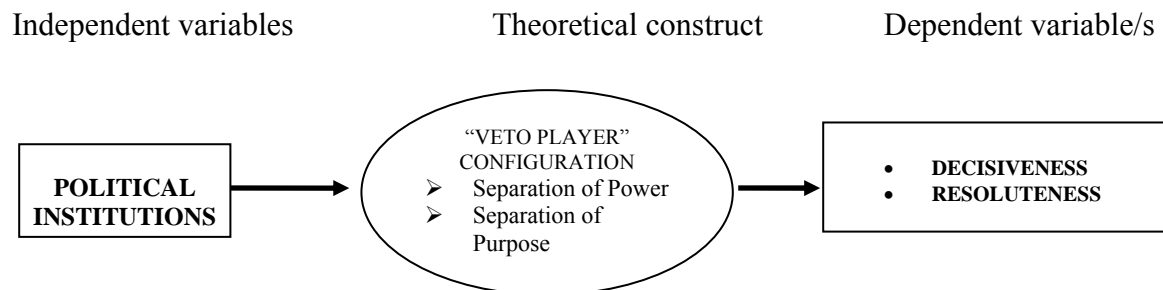 Independent variables
Theoretical construct
Dependent variable/s
POLITICAL
INSTITUTIONS
“VETO PLAYER”
CONFIGURATION
➢ Separation of Power
➢ Separation of
Purpose
• DECISIVENESS
• RESOLUTENESS